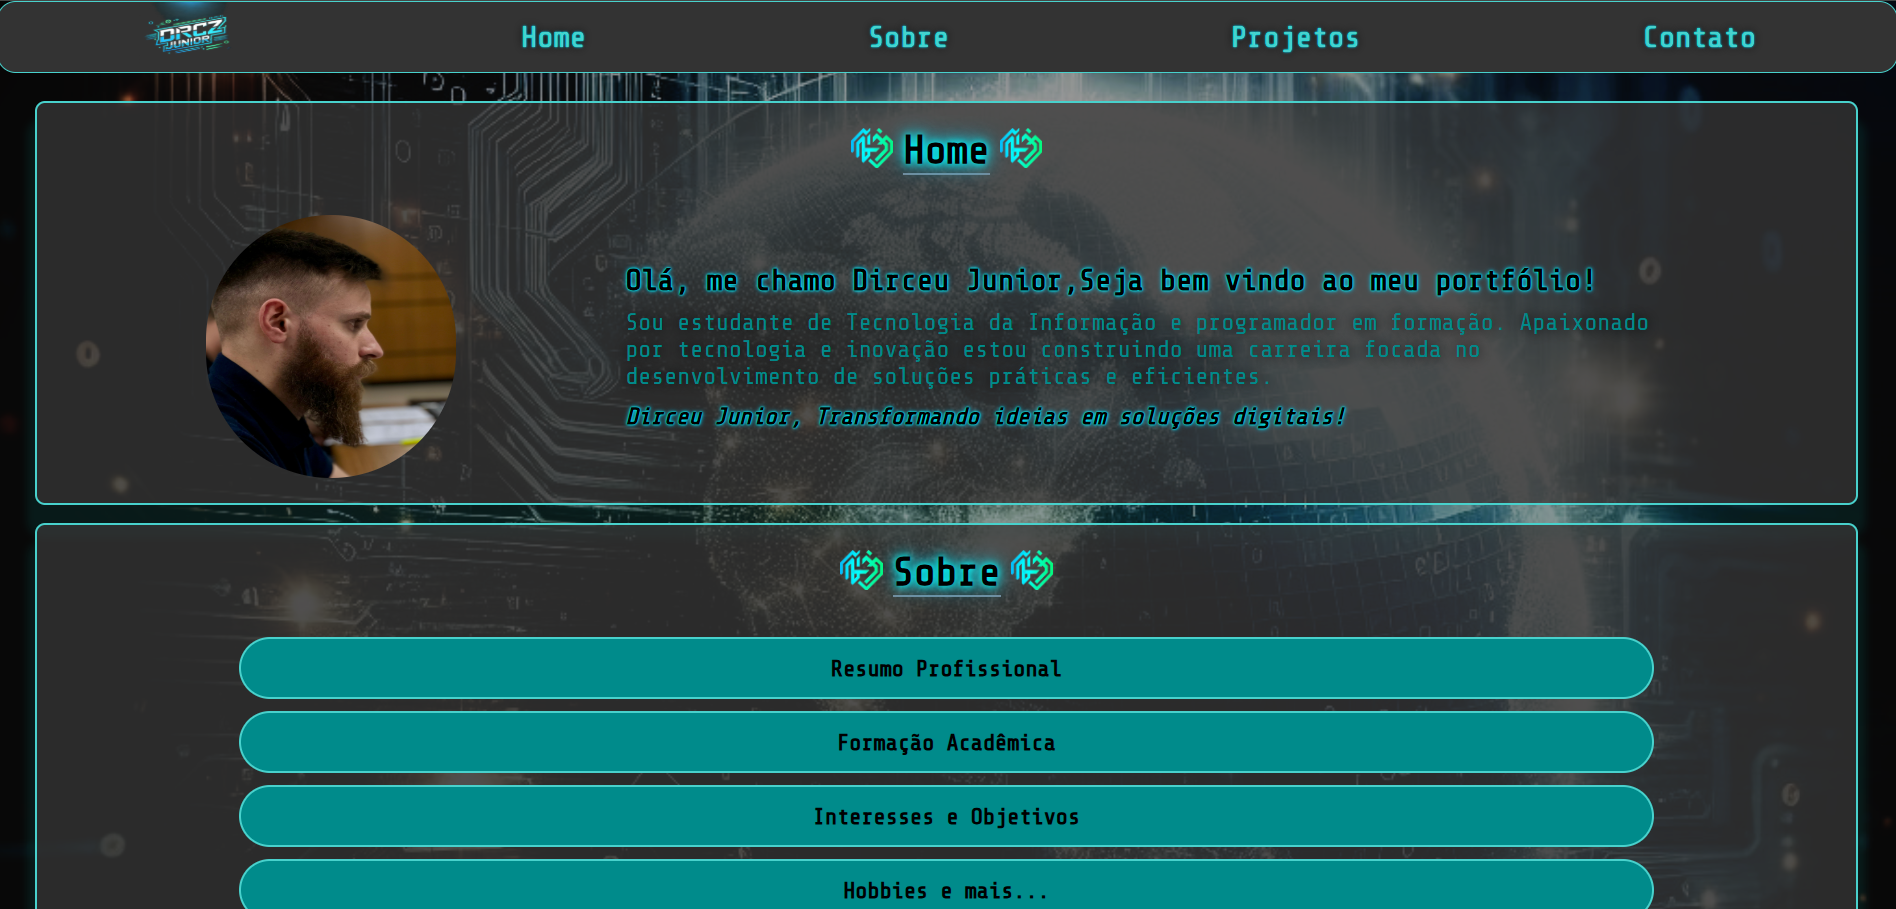 DRCZ
JUNIOR
Home
Sobre
Projetos
Contato
Home
Olá, me chamo Dirceu Junior,Seja bem vindo ao meu portfólio!
Sou estudante de Tecnologia da Informação e programador em formação. Apaixonado
por tecnologia e inovação estou construindo uma carreira focada no
desenvolvimento de soluções práticas e eficientes.
Dirceu Junior, Transformando ideias em soluções digitais!
Sobre
Resumo Profissional
Formação Acadêmica
Interesses e Objetivos
Hobbies e mais...